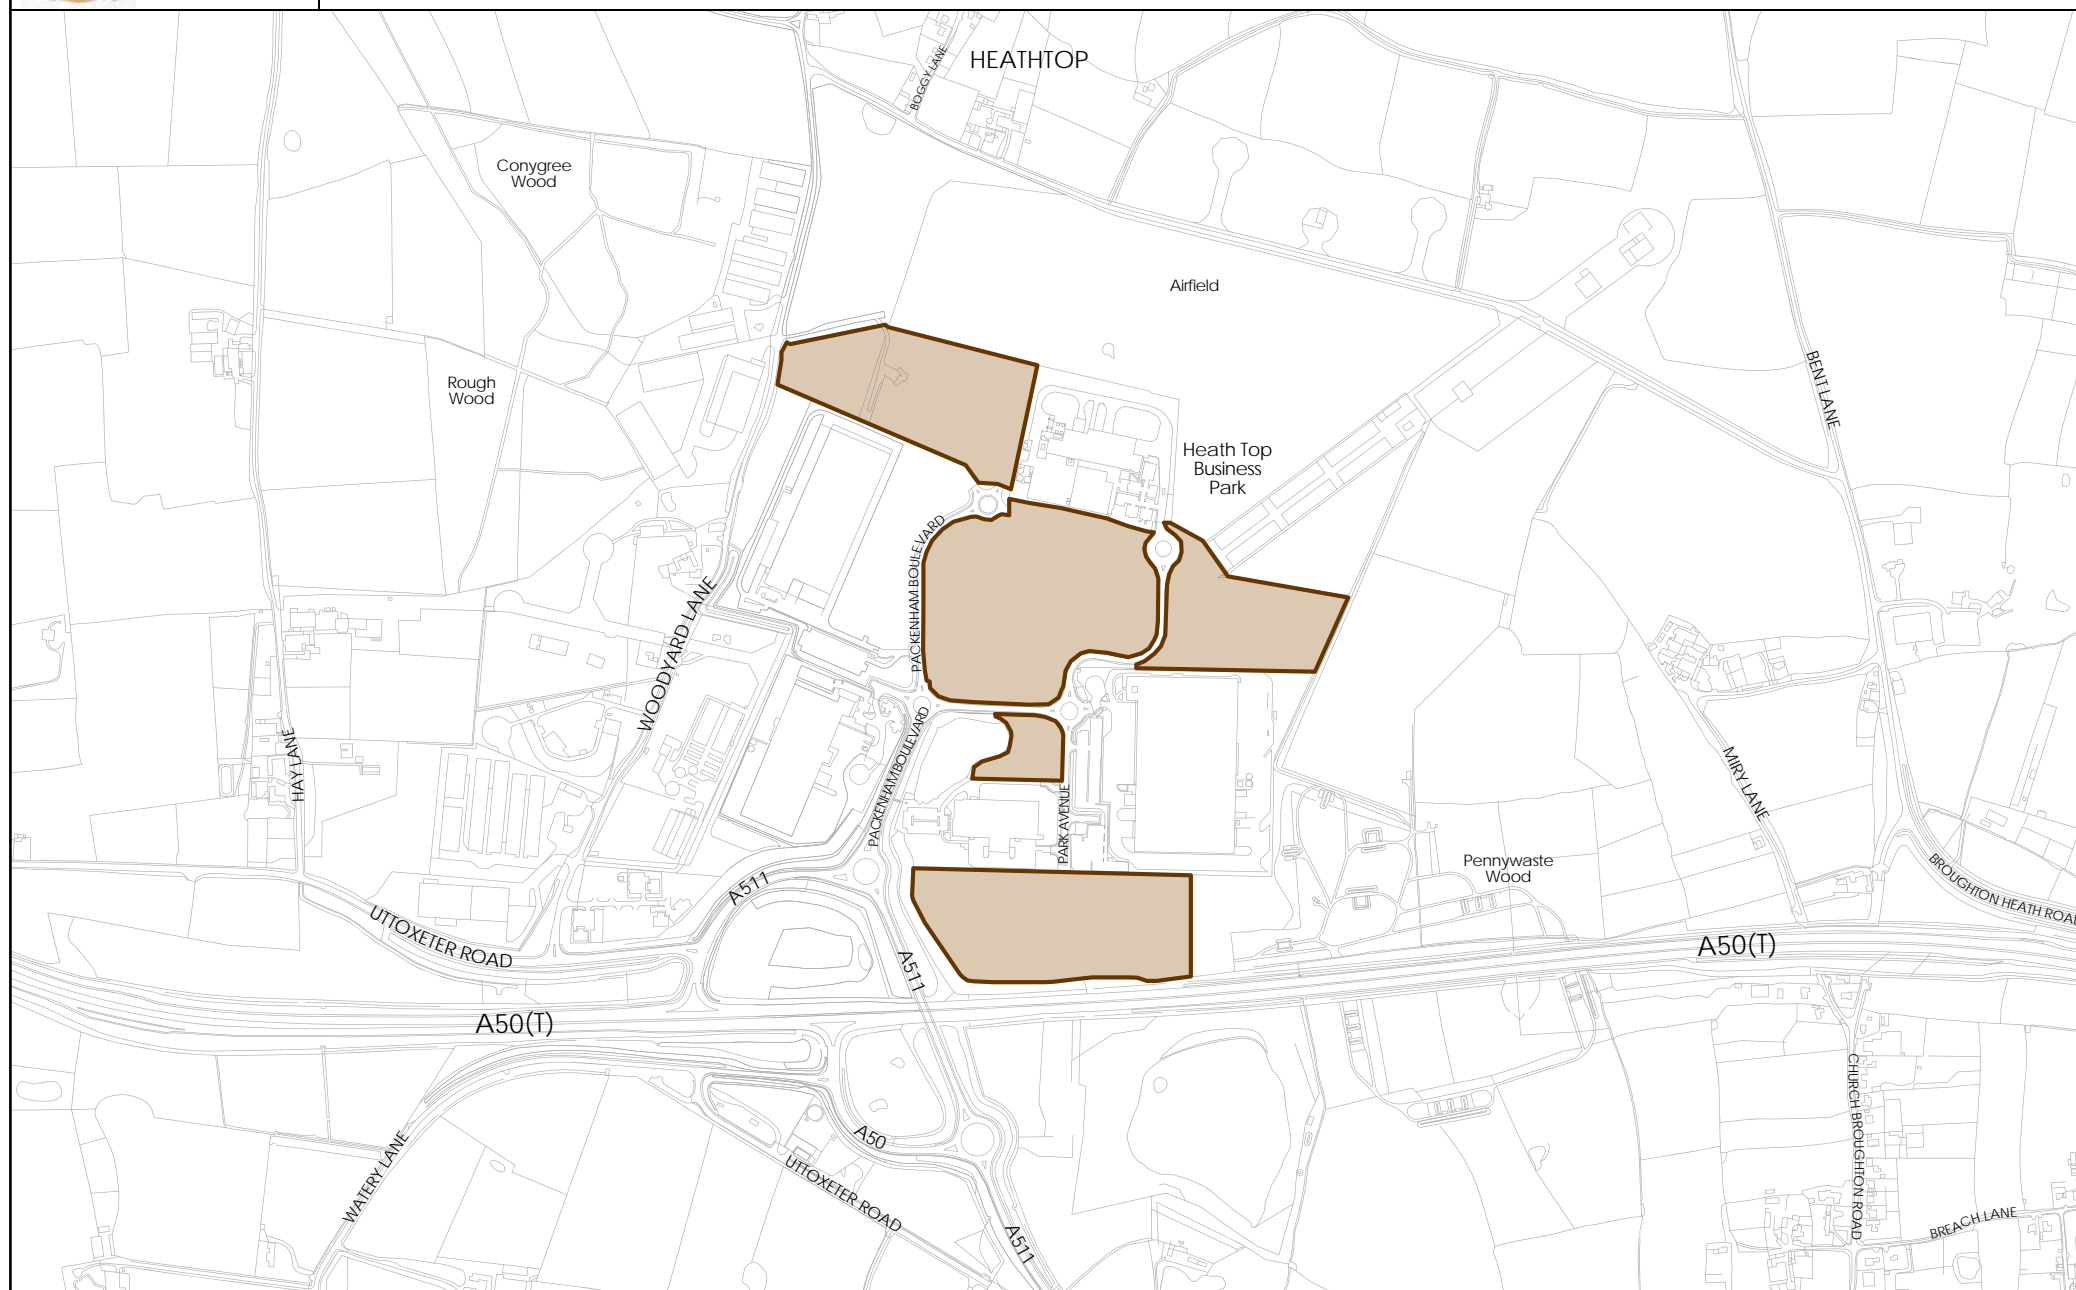 HEATHTOP
BOGGY LANE
Conygree
Wood
Airfield
Rough
Wood
BENT LANE
Heath Top
Business
Park
PACKENHAM BOULEVARD
WOODYARD LANE
PACKENHAM BOULEVARD
HAY LANE
MIRY LANE
PARK AVENUE
Pennywaste
Wood
A511
BROUGHTON HEATH ROAD
UTTOXETER ROAD
A50(T)
A511
A50(T)
CHURCH BROUGHTON ROAD
A50
WATERY LANE
UTTOXETER ROAD
BREACH LANE
A511